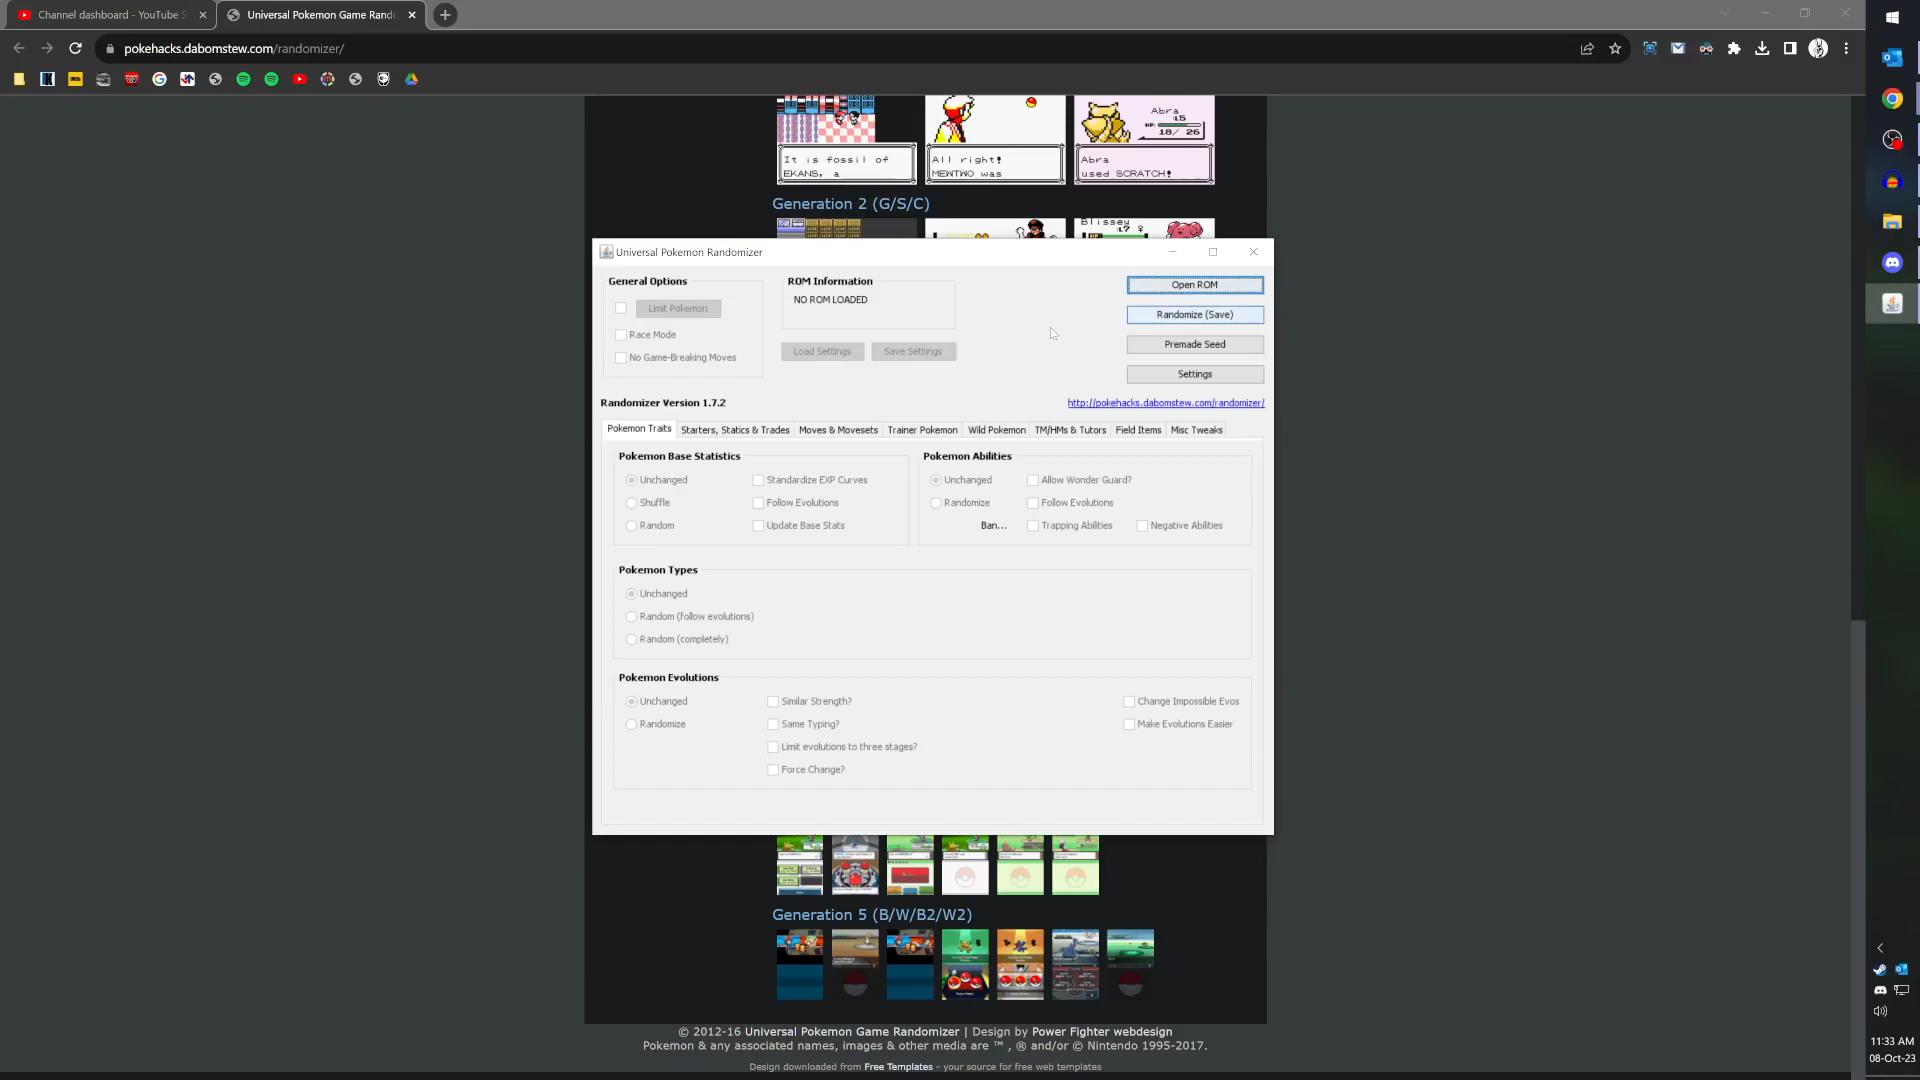 Channel dashboard - YouTube S
Universal Pokemon Game Rando
pokehacks.dabomstew.com/randomizer/
It is fossil of
EKANS, a
All right!
MEWTWO was
Abra
:L5
HP:
18/ 26
Abra
used SCRATCH!
Generation 2 (G/S/C)
Blissey
:L7 ♀
Universal Pokemon Randomizer
General Options
ROM Information
Open ROM
NO ROM LOADED
Limit Pokemon
Randomize (Save)
Race Mode
Premade Seed
Load Settings
Save Settings
No Game-Breaking Moves
Settings
Randomizer Version 1.7.2
http://pokehacks.dabomstew.com/randomizer/
Pokemon Traits
Starters, Statics & Trades
Moves & Movesets
Trainer Pokemon
Wild Pokemon
TM/HMs & Tutors
Field Items
Misc Tweaks
Pokemon Base Statistics
Pokemon Abilities
Unchanged
Standardize EXP Curves
Unchanged
Allow Wonder Guard?
Shuffle
Follow Evolutions
Randomize
Follow Evolutions
Random
Update Base Stats
Ban...
Trapping Abilities
Negative Abilities
Pokemon Types
Unchanged
Random (follow evolutions)
Random (completely)
Pokemon Evolutions
Unchanged
Similar Strength?
Change Impossible Evos
Randomize
Same Typing?
Make Evolutions Easier
Limit evolutions to three stages?
Force Change?
Generation 5 (B/W/B2/W2)
© 2012-16 Universal Pokemon Game Randomizer | Design by Power Fighter webdesign
Pokemon & any associated names, images & other media are ™ , ® and/or © Nintendo 1995-2017.
Design downloaded from Free Templates - your source for free web templates
11:33 AM
08-Oct-23